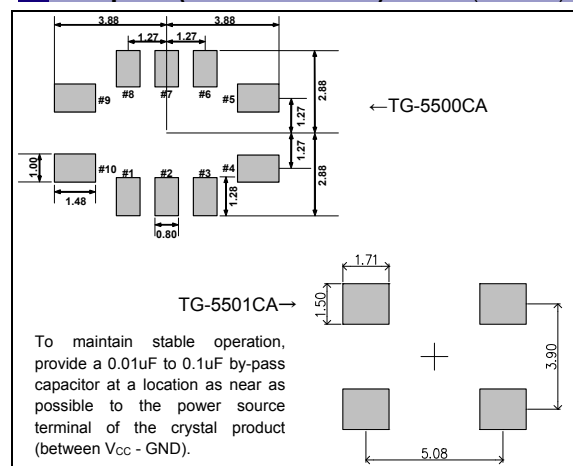 3.88 3.88
1.27 1.27
#9 #8 #7 #6 #5
2.88
1.27
←TG-5500CA
1.27
1.00
#10 #1 #2 #3 #4
2.88
1.48
1.28
0.80
1.71
TG-5501CA→
1.50
3.90
To maintain stable operation,
provide a 0.01uF to 0.1uF by-pass
capacitor at a location as near as
possible to the power source
terminal of the crystal product
(between VCC - GND).
5.08